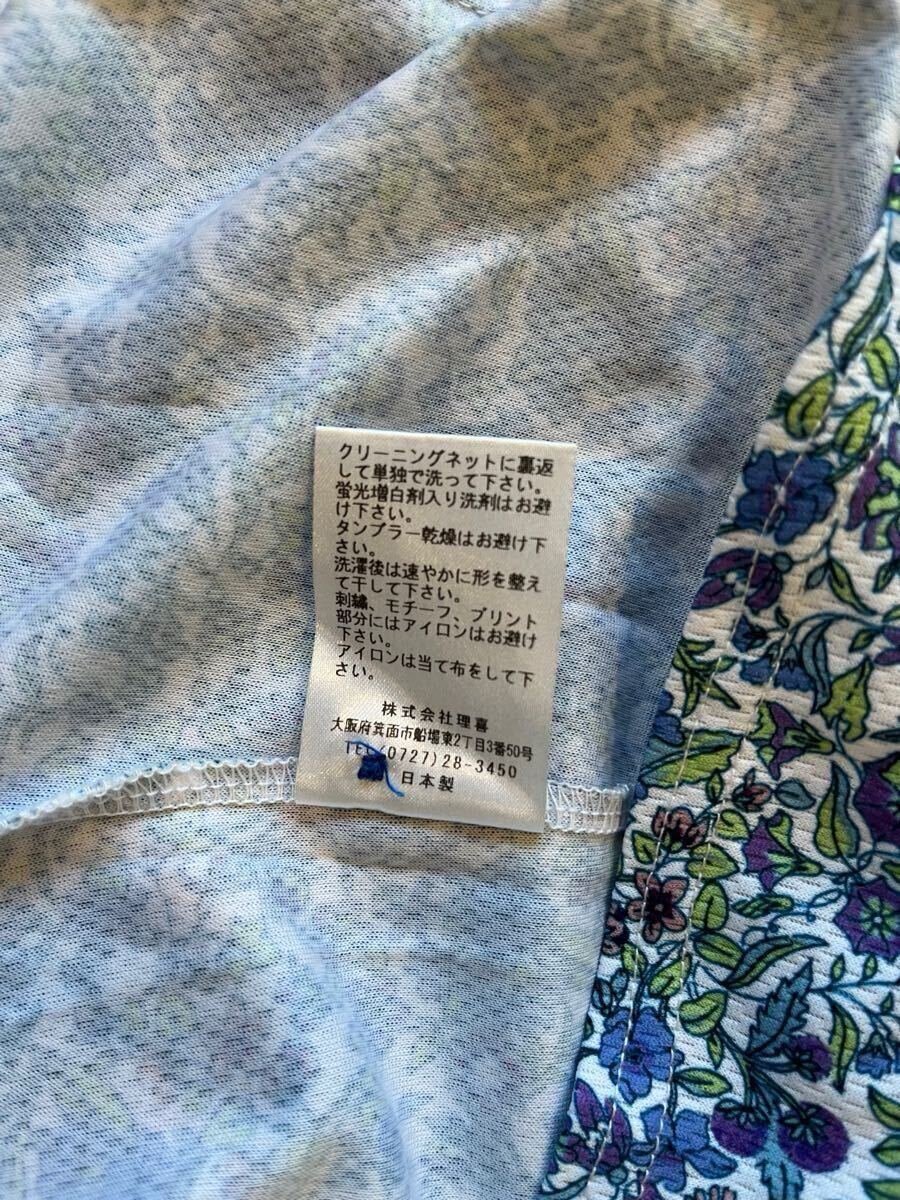 クリーニングネットに裏返
して単独で洗って下さい。
蛍光増白剤入り洗剤はお避
け下さい。
タンブラー乾燥はお避け下
さい。
洗濯後は速やかに形を整え
て干して下さい。
刺繍、モチーフ、プリント
部分にはアイロンはお避け
下さい。
アイロンは当て布をして下
さい。
株式会社理喜
大阪府箕面市船場東2丁目3番50号
TEL(0727)28-3450
日本製